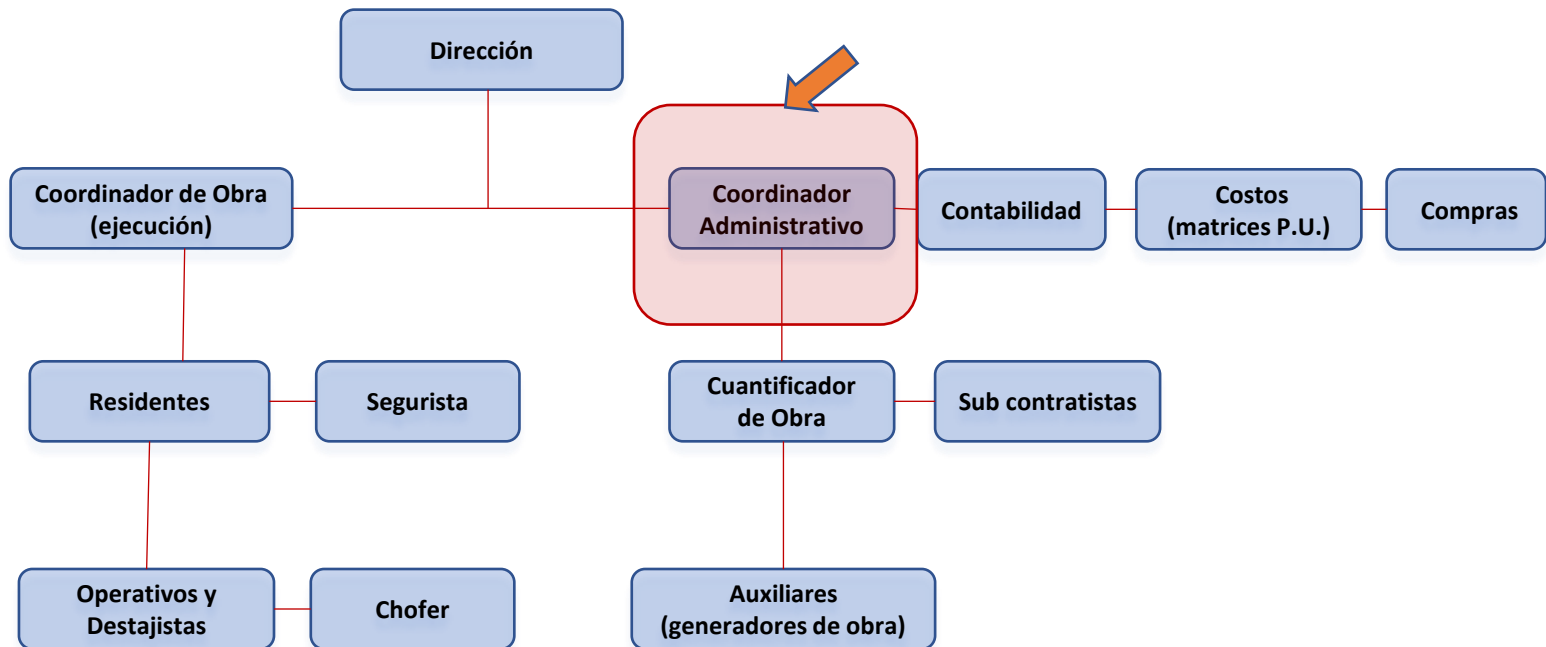 Dirección
Coordinador de Obra
(ejecución)
Coordinador
Administrativo
Contabilidad
Costos
(matrices P.U.)
Compras
Residentes
Segurista
Cuantificador
de Obra
Sub contratistas
Operativos y
Destajistas
Chofer
Auxiliares
(generadores de obra)